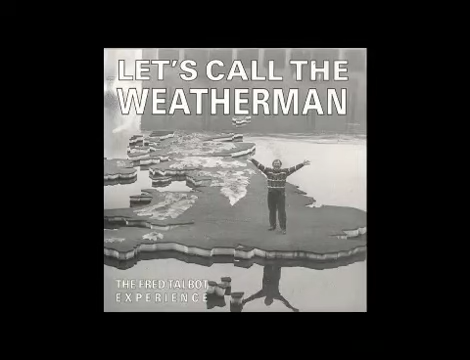 LET'S CALL THE
WEATHERMAN
THE FRED TALBOT
EXPERIENCE